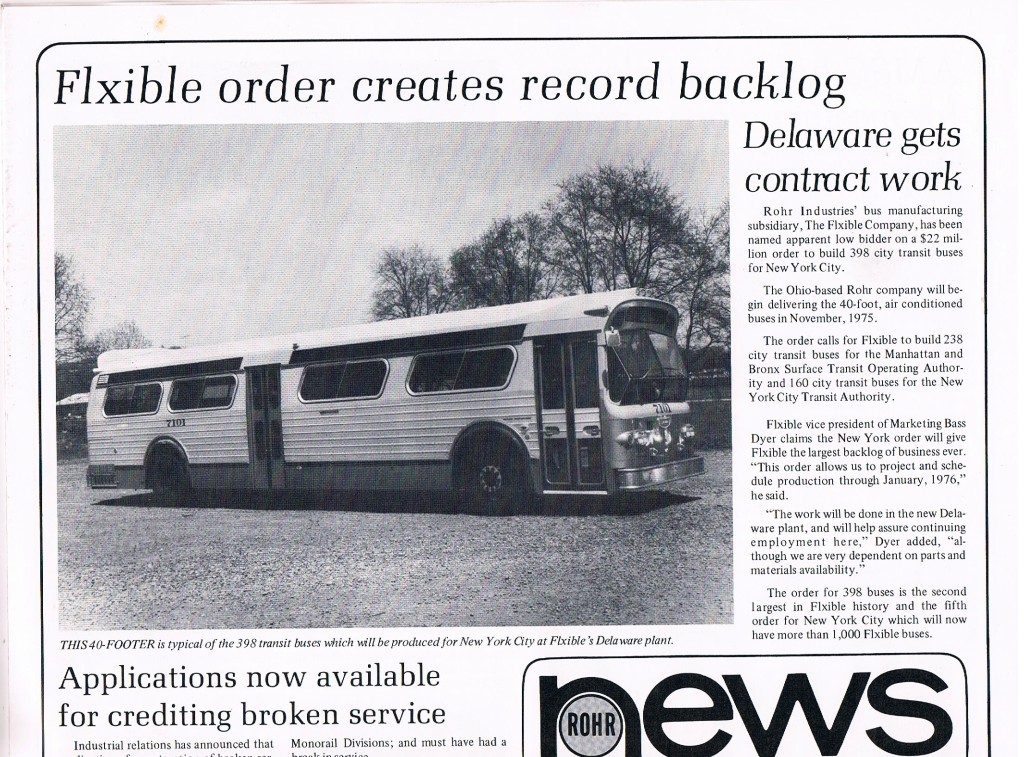 Flxible order creates record backlog
7101
7101
THIS 40-FOOTER is typical of the 398 transit buses which will be produced for New York City at Flxible's Delaware plant.
Delaware gets
contract work
Rohr Industries' bus manufacturing
subsidiary, The Flxible Company, has been
named apparent low bidder on a $22 mil-
lion order to build 398 city transit buses
for New York City.
The Ohio-based Rohr company will be-
gin delivering the 40-foot, air conditioned
buses in November, 1975.
The order calls for Flxible to build 238
city transit buses for the Manhattan and
Bronx Surface Transit Operating Author-
ity and 160 city transit buses for the New
York City Transit Authority.
Flxible vice president of Marketing Bass
Dyer claims the New York order will give
Flxible the largest backlog of business ever.
“This order allows us to project and sche-
dule production through January, 1976,”
he said.
“The work will be done in the new Dela-
ware plant, and will help assure continuing
employment here,” Dyer added, “al-
though we are very dependent on parts and
materials availability.”
The order for 398 buses is the second
largest in Flxible history and the fifth
order for New York City which will now
have more than 1,000 Flxible buses.
Applications now available
for crediting broken service
Industrial relations has announced that
Monorail Divisions; and must have had a
break in service
news
ROHR